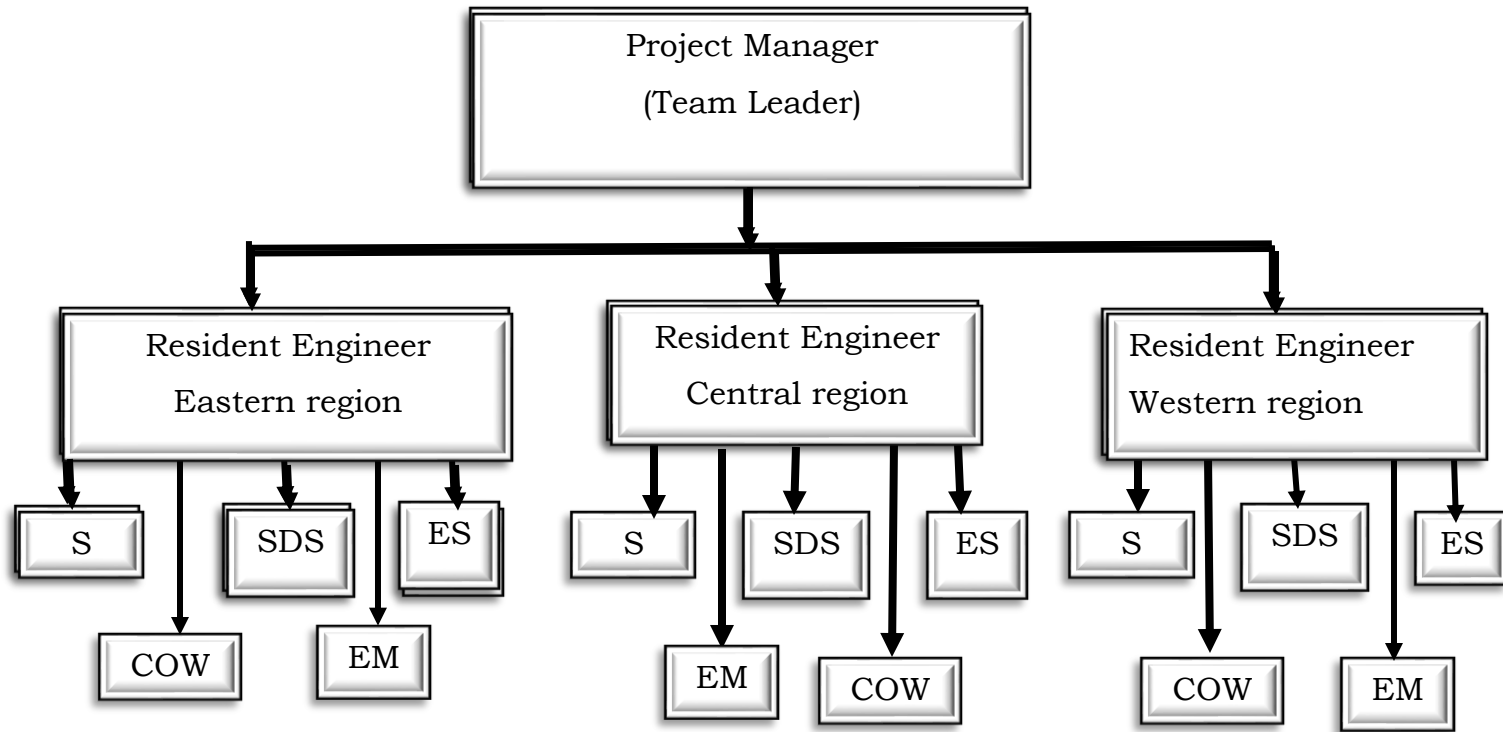 Project Manager
(Team Leader)
Resident Engineer
Eastern region
Resident Engineer
Central region
Resident Engineer
Western region
S
SDS
ES
S
SDS
ES
S
SDS
ES
COW
EM
EM
COW
COW
EM